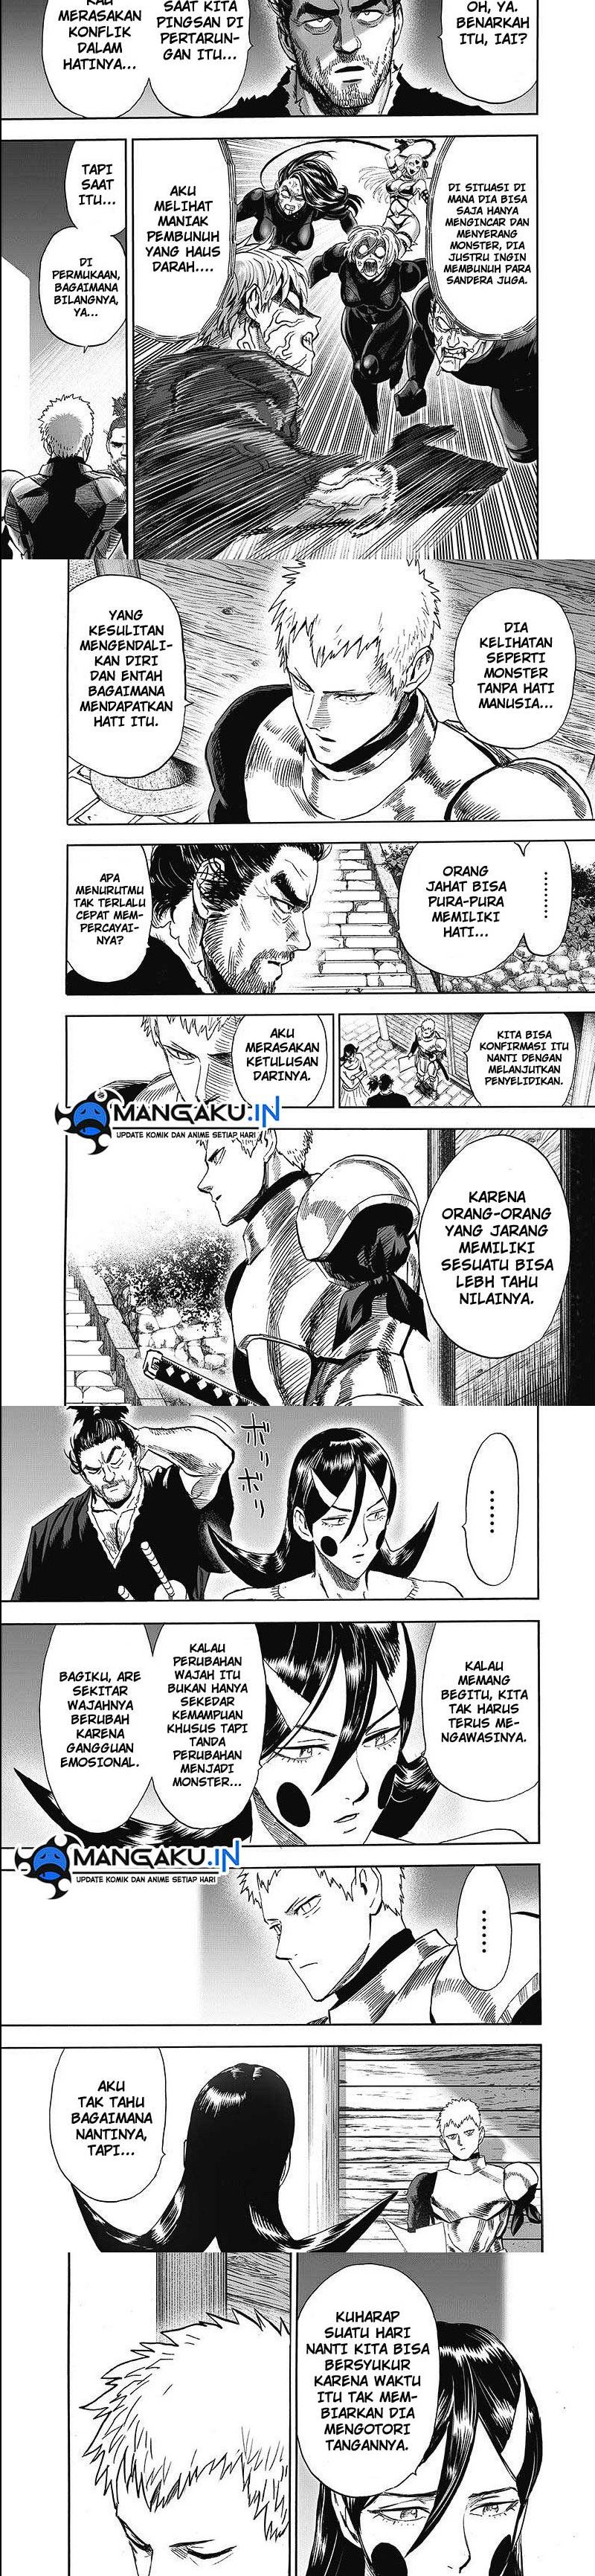 OH, YA.
BENARKAH
ITU, IAI?
SAAT KITA
PINGSAN DI
PERTARUN-
GAN ITU...
MERASAKAN
KONFLIK
DALAM
HATINYA...
DI SITUASI DI
MANA DIA BISA
SAJA HANYA
MENGINCAR DAN
MENYERANG
MONSTER, DIA
JUSTRU INGIN
MEMBUNUH PARA
SANDERA JUGA.
AKU
MELIHAT
MANIAK
PEMBUNUH
YANG HAUS
DARAH....
TAPI
SAAT
ITU...
DI
PERMUKAAN,
BAGAIMANA
BILANGNYA,
YA...
DIA
KELIHATAN
SEPERTI
MONSTER
TANPA HATI
MANUSIA...
YANG
KESULITAN
MENGENDALI-
KAN DIRI
DAN ENTAH
BAGAIMANA
MENDAPATKAN
HATI ITU.
........
ORANG
JAHAT BISA
PURA-PURA
MEMILIKI
HATI...
APA
MENURUTMU
TAK TERLALU
CEPAT MEM-
PERCAYAI-
NYA?
KITA BISA
KONFIRMASI ITU
NANTI DENGAN
MELANJUTKAN
PENYELIDIKAN.
AKU
MERASAKAN
KETULUSAN
DARINYA.
MANGAKU.IN
UPDATE KOMIK DAN ANIME SETIAP HARI
KARENA
ORANG-ORANG
YANG JARANG
MEMILIKI
SESUATU BISA
LEBH TAHU
NILAINYA.
......
ボリボリ
KALAU
MEMANG
BEGITU, KITA
TAK HARUS
TERUS ME-
NGAWASINYA.
KALAU
PERUBAHAN
WAJAH ITU
BUKAN HANYA
SEKEDAR
KEMAMPUAN
KHUSUS TAPI
TANDA
PERUBAHAN
MENJADI
MONSTER...
BAGIKU, ARE
SEKITAR
WAJAHNYA
BERUBAH
KARENA
GANGGUAN
EMOSIONAL.
MANGAKU.IN
UPDATE KOMIK DAN ANIME SETIAP HARI
......
AKU
TAK TAHU
BAGAIMANA
NANTINYA,
TAPI...
KUHARAP
SUATU HARI
NANTI KITA BISA
BERSYUKUR
KARENA WAKTU
ITU TAK MEM-
BIARKAN DIA
MENGOTORI
TANGANNYA.